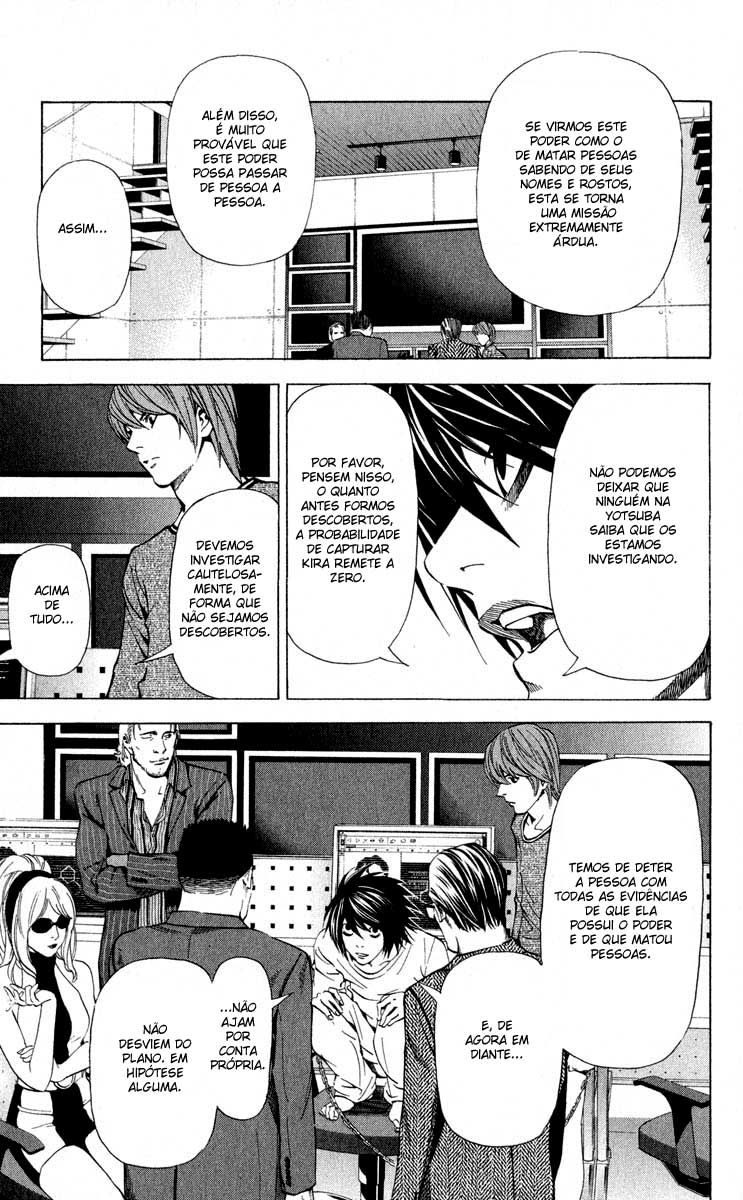 SE VIRMOS ESTE
PODER COMO O
DE MATAR PESSOAS
SABENDO DE SEUS
NOMES E ROSTOS,
ESTA SE TORNA
UMA MISSÃO
EXTREMAMENTE
ÁRDUA.
ALÉM DISSO,
É MUITO
PROVÁVEL QUE
ESTE PODER
POSSA PASSAR
DE PESSOA A
PESSOA.
ASSIM...
NÃO PODEMOS
DEIXAR QUE
NINGUÉM NA
YOTSUBA
SAIBA QUE OS
ESTAMOS
INVESTIGANDO.
POR FAVOR,
PENSEM NISSO,
O QUANTO
ANTES FORMOS
DESCOBERTOS,
A PROBABILIDADE
DE CAPTURAR
KIRA REMETE A
ZERO.
DEVEMOS
INVESTIGAR
CAUTELOSA-
MENTE, DE
FORMA QUE
NÃO SEJAMOS
DESCOBERTOS.
ACIMA
DE
TUDO...
TEMOS DE DETER
A PESSOA COM
TODAS AS EVIDÊNCIAS
DE QUE ELA
POSSUI O PODER
E DE QUE MATOU
PESSOAS.
E, DE
AGORA EM
DIANTE...
...NÃO
AJAM
POR
CONTA
PRÓPRIA.
NÃO
DESVIEM DO
PLANO. EM
HIPÓTESE
ALGUMA.